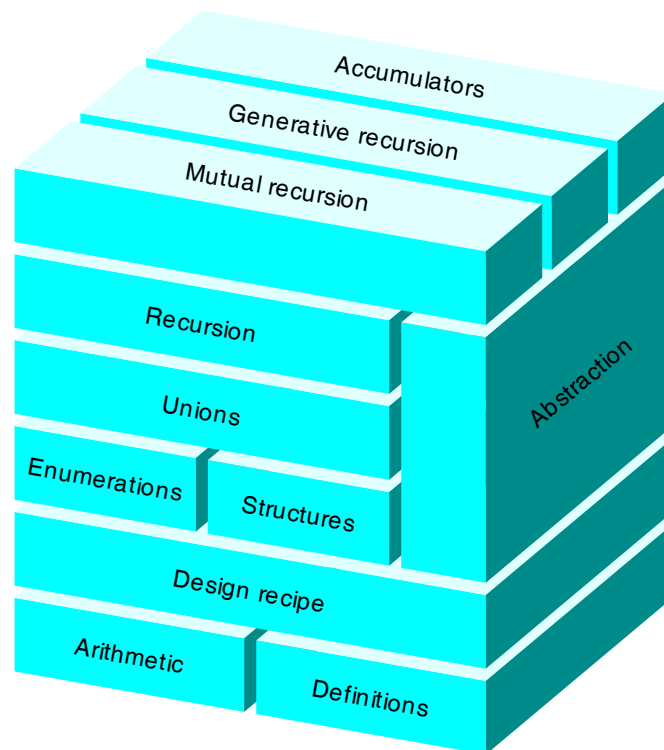 Accumulators
Generative recursion
Mutual recursion
Recursion
Abstraction
Unions
Enumerations
Structures
Design recipe
Arithmetic
Definitions